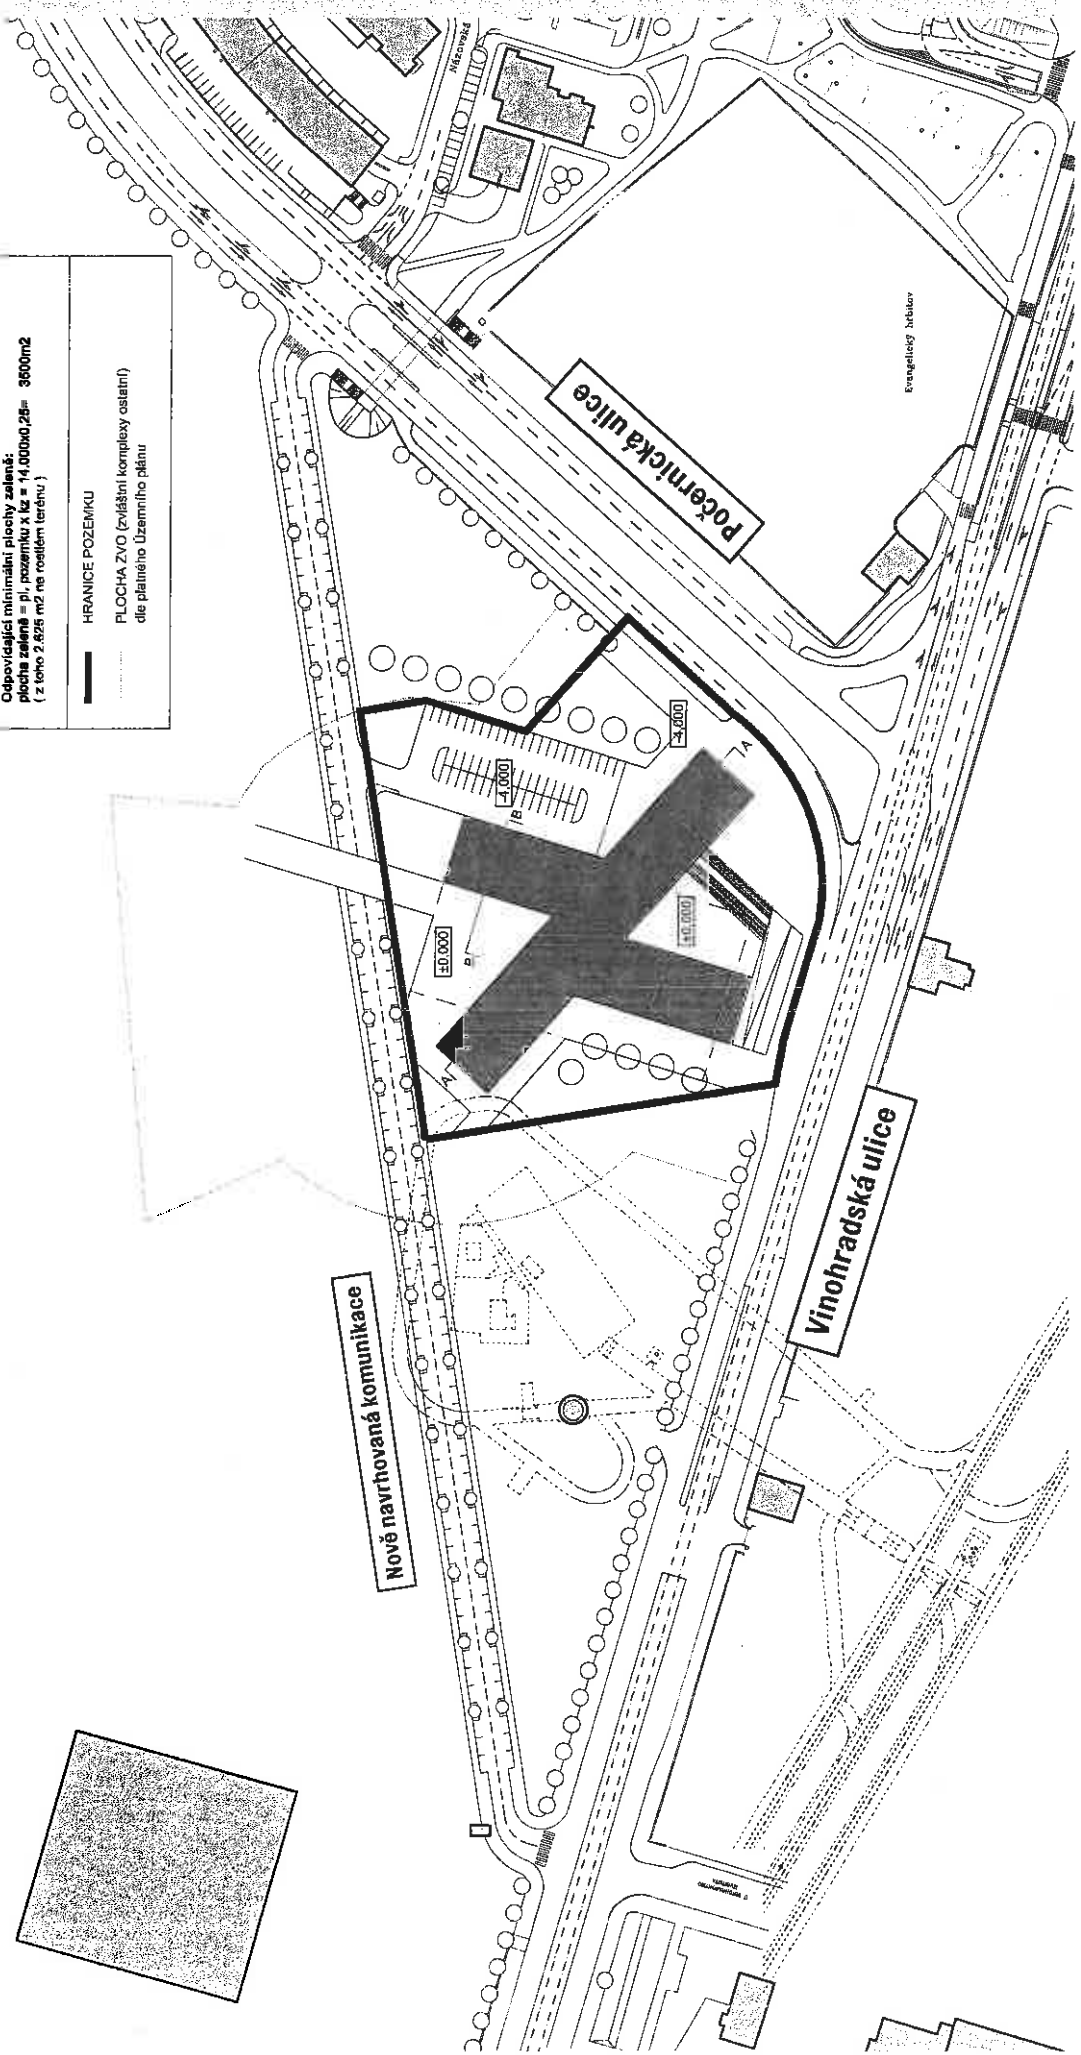 Odpovídající minimální plochy zeleně:
plocha zeleně = pl. pozemku x kz = 14.000x0,25= 3500m2
( z toho 2.625 m2 na rostlém terénu )
HRANICE POZEMKU
PLOCHA ZVO (zvláštní komplexy ostatní)
dle platného Územního plánu
Názovská
Počernická ulice
Evangelický hřbitov
-4,000
-4,000
±0,000
±0,000
A
A
B
B
Nově navrhovaná komunikace
Vinohradská ulice